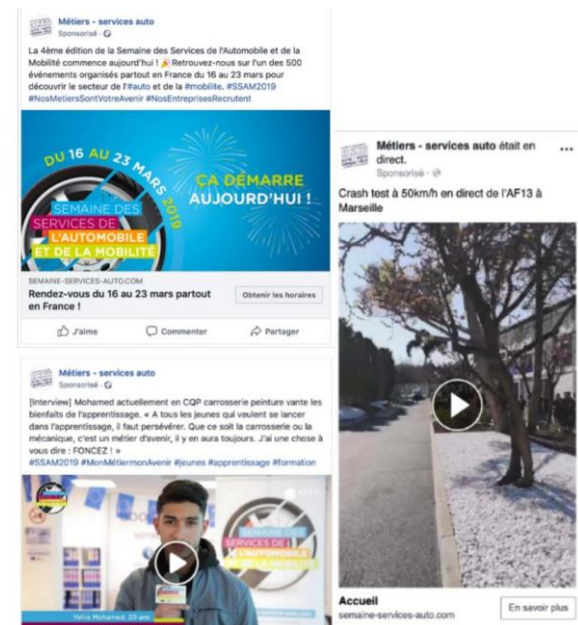 Métiers - services auto
Sponsorisé ·
La 4ème édition de la Semaine des Services de l'Automobile et de la
Mobilité commence aujourd'hui ! 🎉 Retrouvez-nous sur l'un des 500
événements organisés partout en France du 16 au 23 mars pour
découvrir le secteur de l'#auto et de la #mobilite. #SSAM2019
#NosMetiersSontVotreAvenir #NosEntreprisesRecrutent
DU 16 AU 23 MARS 2019
SEMAINE DES
SERVICES DE
L'AUTOMOBILE
ET DE LA MOBILITÉ
ÇA DÉMARRE
AUJOURD'HUI !
SEMAINE-SERVICES-AUTO.COM
Rendez-vous du 16 au 23 mars partout
en France !
Obtenir les horaires
J'aime
Commenter
Partager
Métiers - services auto
Sponsorisé ·
[Interview] Mohamed actuellement en CQP carrosserie peinture vante les
bienfaits de l'apprentissage. « A tous les jeunes qui veulent se lancer
dans l'apprentissage, il faut persévérer. Que ce soit la carrosserie ou la
mécanique, c'est un métier d'avenir, il y en aura toujours. J'ai une chose à
vous dire : FONCEZ ! »
#SSAM2019 #MonMétiermonAvenir #jeunes #apprentissage #formation
SEMAINE DES
SERVICES DE
L'AUTOMOBILE
ET DE LA MOBILITÉ
Yahia Mohamed, 20 ans
Métiers - services auto était en
direct.
Sponsorisé ·
Crash test à 50km/h en direct de l'AF13 à
Marseille
Accueil
semaine-services-auto.com
En savoir plus